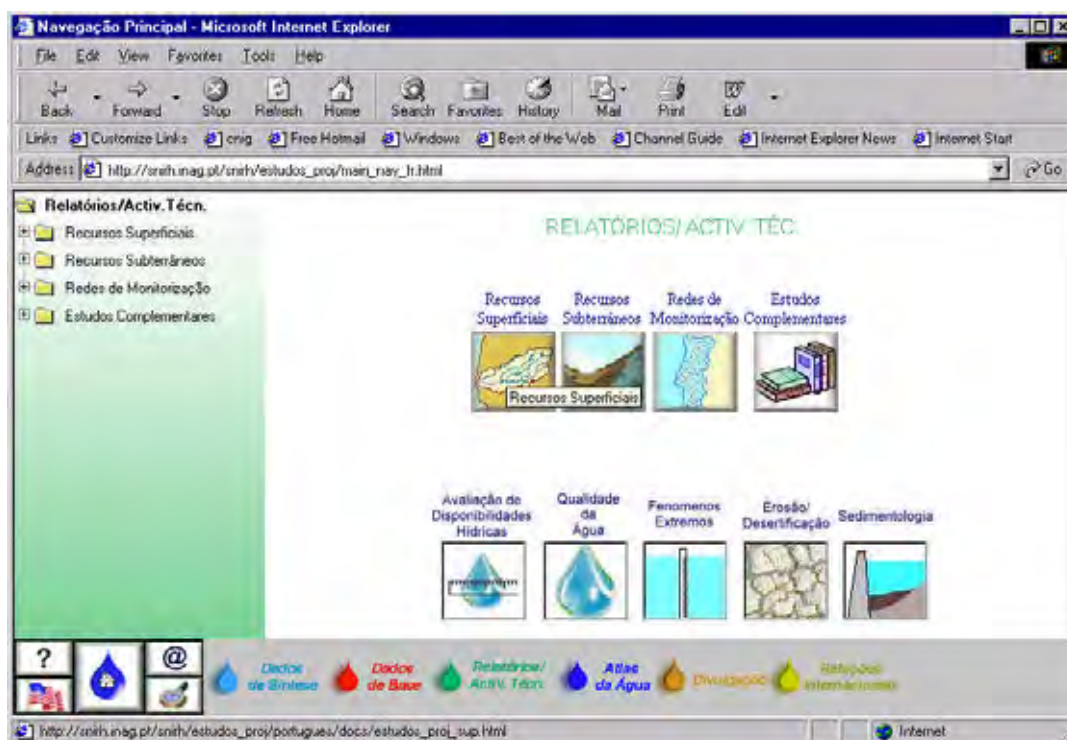 Navegação Principal - Microsoft Internet Explorer
File Edit View Favorites Tools Help
Back Forward Stop Refresh Home Search Favorites History Mail Print Edit
Links Customize Links cnig Free Hotmail Windows Best of the Web Channel Guide Internet Explorer News Internet Start
Address http://snirh.inag.pt/snirh/estudos_proj/main_nav_fr.html Go
Relatórios/Activ.Técn.
Recursos Superficiais
Recursos Subterrâneos
Redes de Monitorização
Estudos Complementares
RELATÓRIOS/ACTIV. TÉC.
Recursos Superficiais
Recursos Subterrâneos
Redes de Monitorização
Estudos Complementares
Recursos Superficiais
Avaliação de Disponibilidades Hídricas
Qualidade da Água
Fenomenos Extremos
Erosão/ Desertificação
Sedimentologia
?
@
Dados de Síntese
Dados de Base
Relatórios/ Activ. Técn.
Atlas da Água
Divulgação
Relações Internacionais
http://snirh.inag.pt/snirh/estudos_proj/portugues/docs/estudos_proj_sup.html Internet